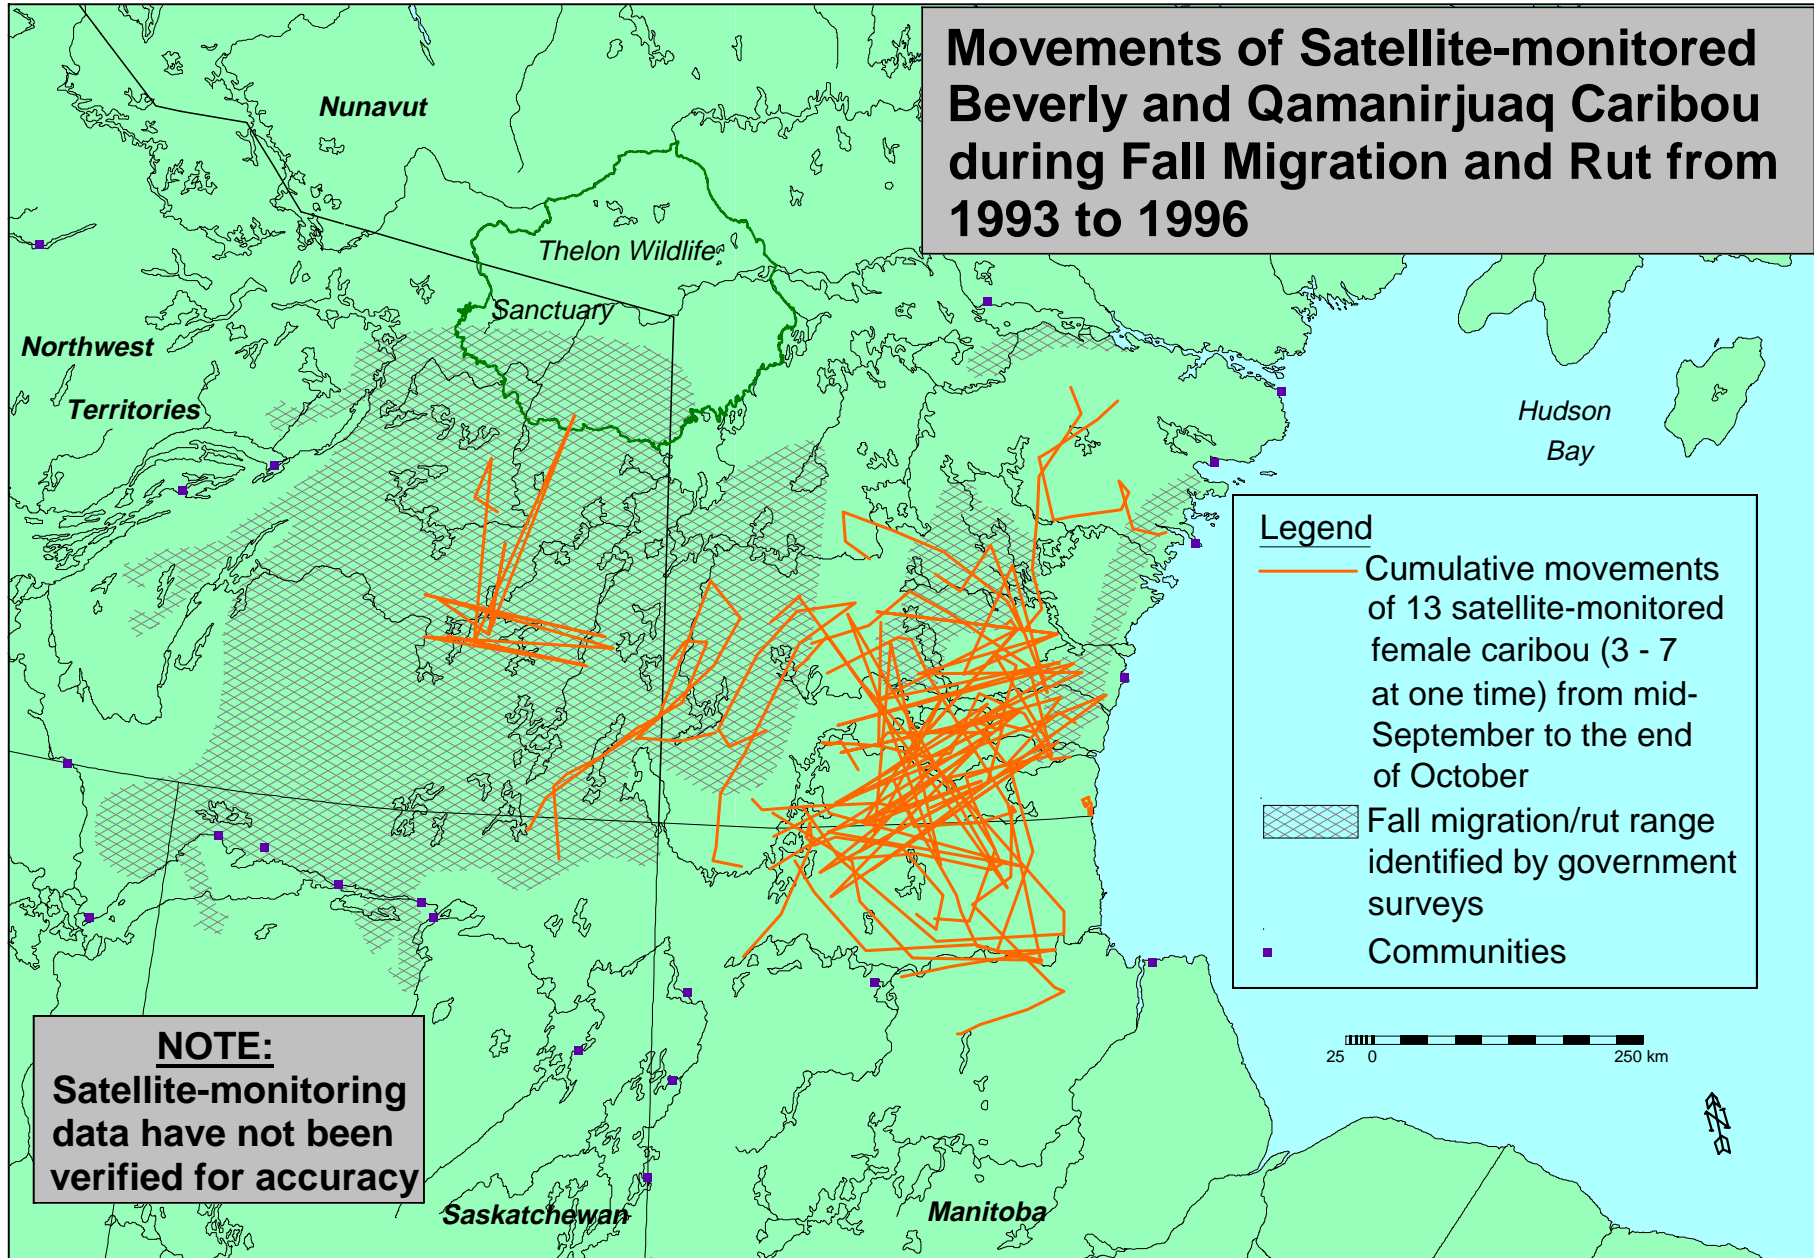 Movements of Satellite-monitored
Beverly and Qamanirjuaq Caribou
during Fall Migration and Rut from
1993 to 1996
Nunavut
Thelon Wildlife
Sanctuary
Northwest
Territories
Hudson
Bay
Legend
Cumulative movements
of 13 satellite-monitored
female caribou (3 - 7
at one time) from mid-
September to the end
of October
Fall migration/rut range
identified by government
surveys
Communities
25 0 250 km
N
NOTE:
Satellite-monitoring
data have not been
verified for accuracy
Saskatchewan
Manitoba